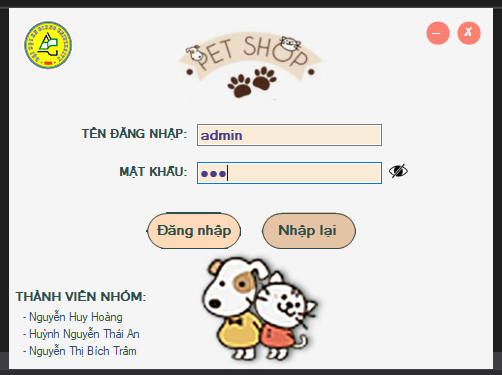 PET SHOP
TÊN ĐĂNG NHẬP: admin
MẬT KHẨU: ●●●
Đăng nhập Nhập lại
THÀNH VIÊN NHÓM:
- Nguyễn Huy Hoàng
- Huỳnh Nguyễn Thái An
- Nguyễn Thị Bích Trâm